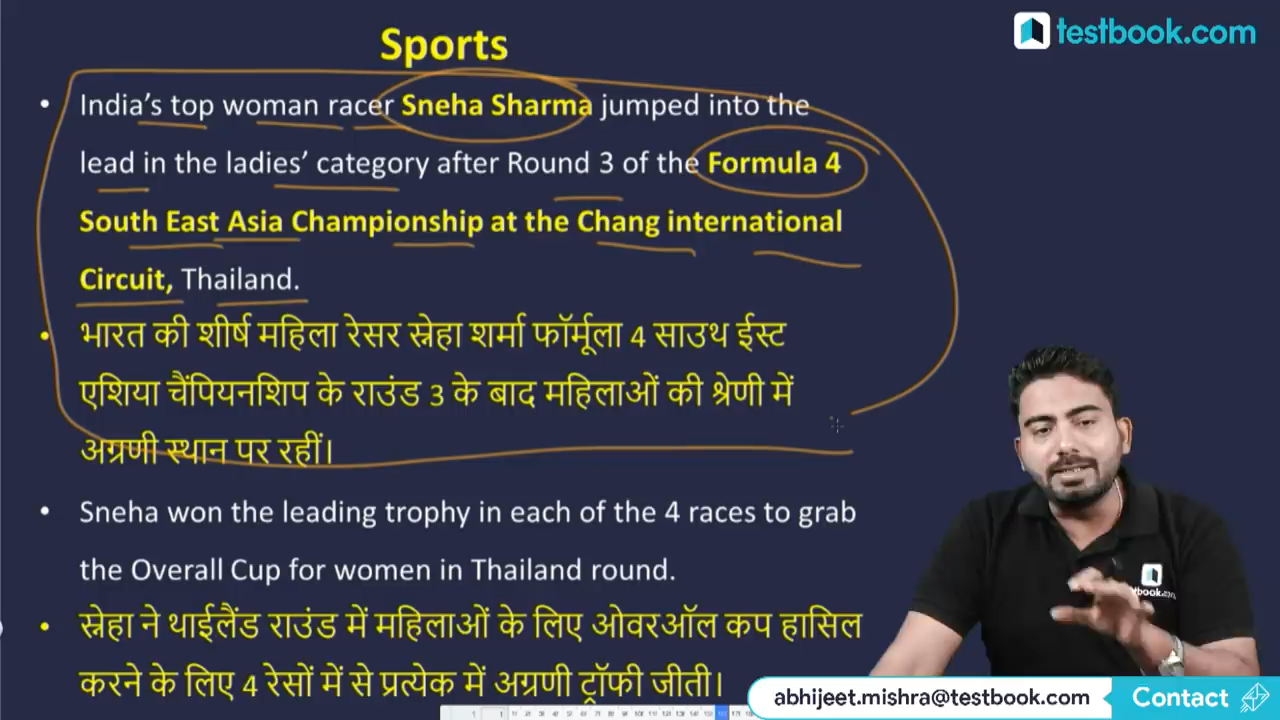 Sports
testbook.com
• India's top woman racer Sneha Sharma jumped into the
lead in the ladies' category after Round 3 of the Formula 4
South East Asia Championship at the Chang international
Circuit, Thailand.
• भारत की शीर्ष महिला रेसर स्नेहा शर्मा फॉर्मूला 4 साउथ ईस्ट
एशिया चैंपियनशिप के राउंड 3 के बाद महिलाओं की श्रेणी में
अग्रणी स्थान पर रहीं।
• Sneha won the leading trophy in each of the 4 races to grab
the Overall Cup for women in Thailand round.
• स्नेहा ने थाईलैंड राउंड में महिलाओं के लिए ओवरऑल कप हासिल
करने के लिए 4 रेसों में से प्रत्येक में अग्रणी ट्रॉफी जीती।
abhijeet.mishra@testbook.com Contact